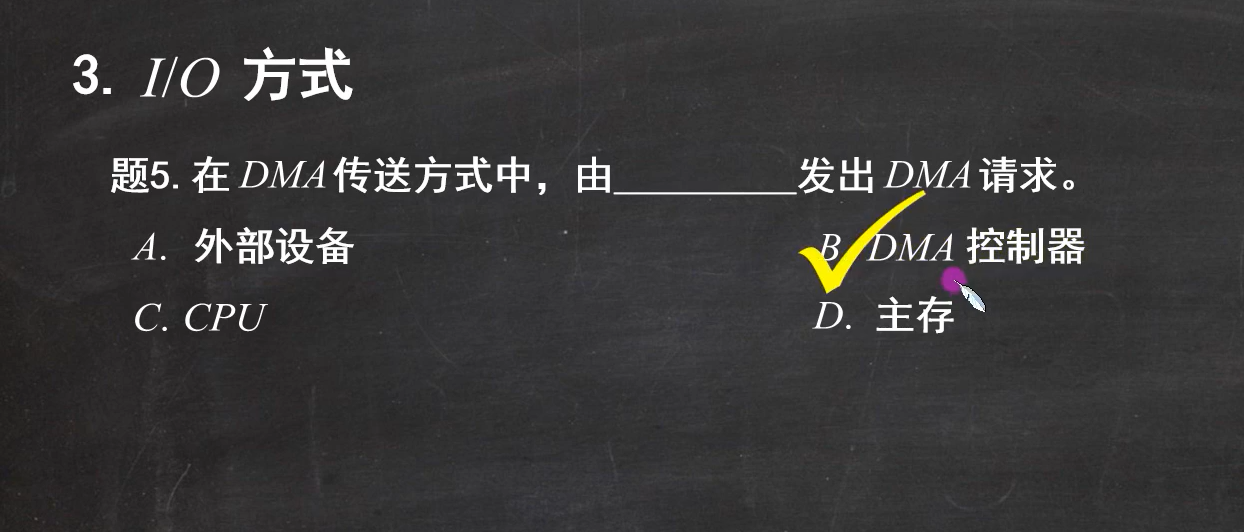 3. I/O 方式
题5. 在 DMA 传送方式中，由_________发出 DMA 请求。
A. 外部设备 B. DMA 控制器
C. CPU D. 主存